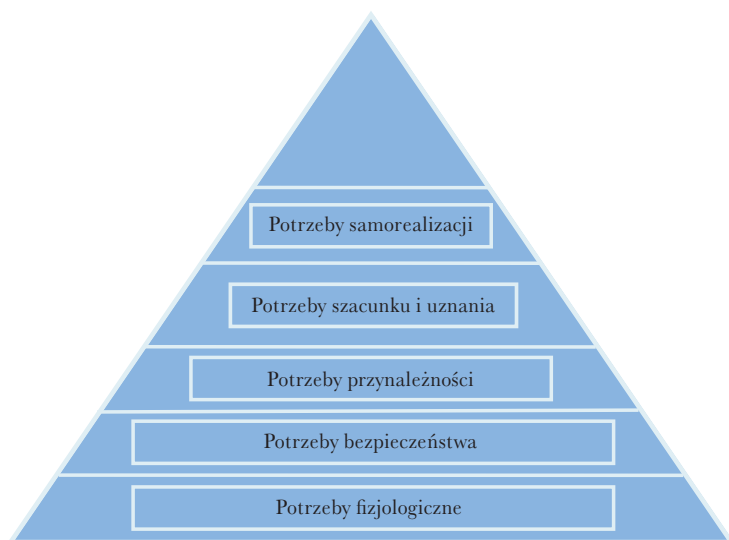 Potrzeby samorealizacji
Potrzeby szacunku i uznania
Potrzeby przynależności
Potrzeby bezpieczeństwa
Potrzeby fizjologiczne